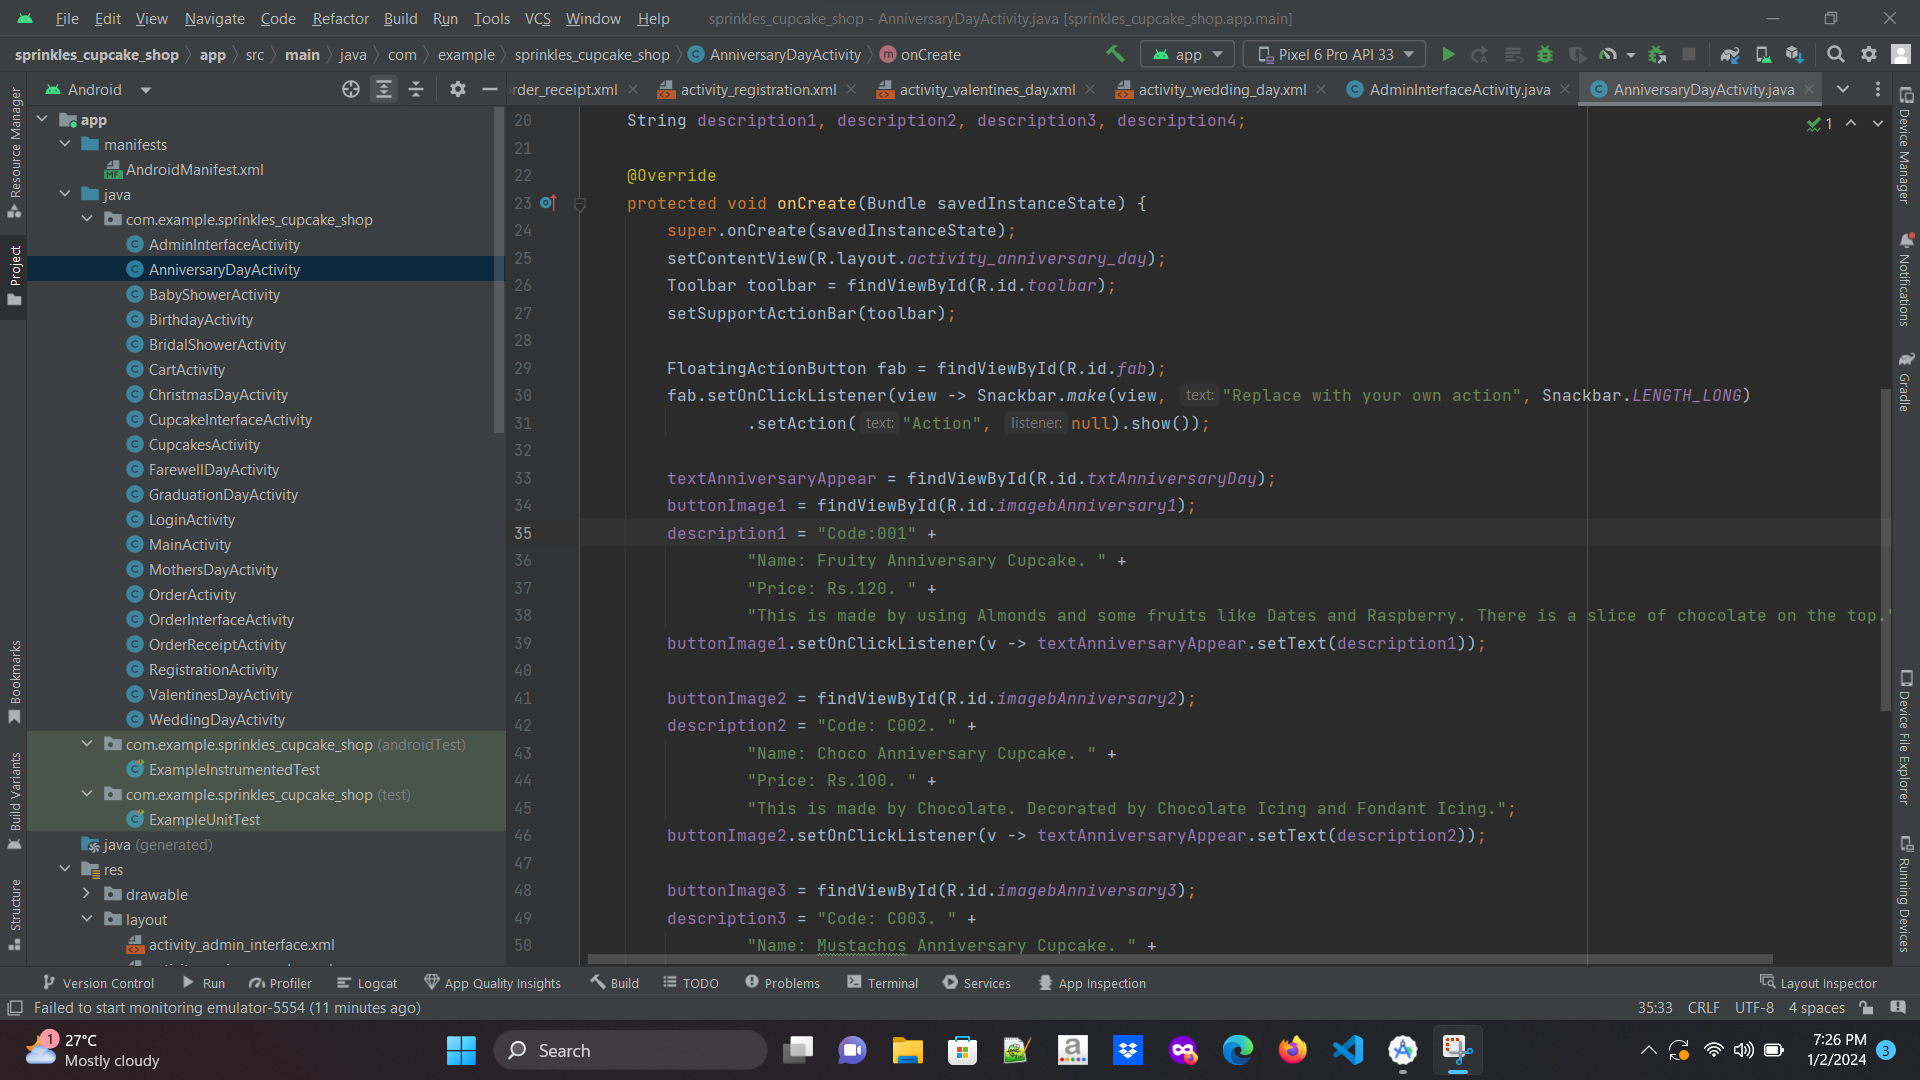 File Edit View Navigate Code Refactor Build Run Tools VCS Window Help sprinkles_cupcake_shop - AnniversaryDayActivity.java [sprinkles_cupcake_shop.app.main]
sprinkles_cupcake_shop app src main java com example sprinkles_cupcake_shop AnniversaryDayActivity onCreate app Pixel 6 Pro API 33
Android
rder_receipt.xml activity_registration.xml activity_valentines_day.xml activity_wedding_day.xml AdminInterfaceActivity.java AnniversaryDayActivity.java
Resource Manager
Project
Bookmarks
Build Variants
Structure
app
manifests
AndroidManifest.xml
java
com.example.sprinkles_cupcake_shop
AdminInterfaceActivity
AnniversaryDayActivity
BabyShowerActivity
BirthdayActivity
BridalShowerActivity
CartActivity
ChristmasDayActivity
CupcakeInterfaceActivity
CupcakesActivity
FarewellDayActivity
GraduationDayActivity
LoginActivity
MainActivity
MothersDayActivity
OrderActivity
OrderInterfaceActivity
OrderReceiptActivity
RegistrationActivity
ValentinesDayActivity
WeddingDayActivity
com.example.sprinkles_cupcake_shop (androidTest)
ExampleInstrumentedTest
com.example.sprinkles_cupcake_shop (test)
ExampleUnitTest
java (generated)
res
drawable
layout
activity_admin_interface.xml
1
20 String description1, description2, description3, description4;
21
22 @Override
23 protected void onCreate(Bundle savedInstanceState) {
24 super.onCreate(savedInstanceState);
25 setContentView(R.layout.activity_anniversary_day);
26 Toolbar toolbar = findViewById(R.id.toolbar);
27 setSupportActionBar(toolbar);
28
29 FloatingActionButton fab = findViewById(R.id.fab);
30 fab.setOnClickListener(view -> Snackbar.make(view, text: "Replace with your own action", Snackbar.LENGTH_LONG)
31 .setAction( text: "Action", listener: null).show());
32
33 textAnniversaryAppear = findViewById(R.id.txtAnniversaryDay);
34 buttonImage1 = findViewById(R.id.imagebAnniversary1);
35 description1 = "Code:001" +
36 "Name: Fruity Anniversary Cupcake. " +
37 "Price: Rs.120. " +
38 "This is made by using Almonds and some fruits like Dates and Raspberry. There is a slice of chocolate on the top."
39 buttonImage1.setOnClickListener(v -> textAnniversaryAppear.setText(description1));
40
41 buttonImage2 = findViewById(R.id.imagebAnniversary2);
42 description2 = "Code: C002. " +
43 "Name: Choco Anniversary Cupcake. " +
44 "Price: Rs.100. " +
45 "This is made by Chocolate. Decorated by Chocolate Icing and Fondant Icing.";
46 buttonImage2.setOnClickListener(v -> textAnniversaryAppear.setText(description2));
47
48 buttonImage3 = findViewById(R.id.imagebAnniversary3);
49 description3 = "Code: C003. " +
50 "Name: Mustachos Anniversary Cupcake. " +
Device Manager
Notifications
Gradle
Device File Explorer
Running Devices
Version Control Run Profiler Logcat App Quality Insights Build TODO Problems Terminal Services App Inspection Layout Inspector
Failed to start monitoring emulator-5554 (11 minutes ago) 35:33 CRLF UTF-8 4 spaces
1
27°C
Mostly cloudy
Search
7:26 PM
1/2/2024
3